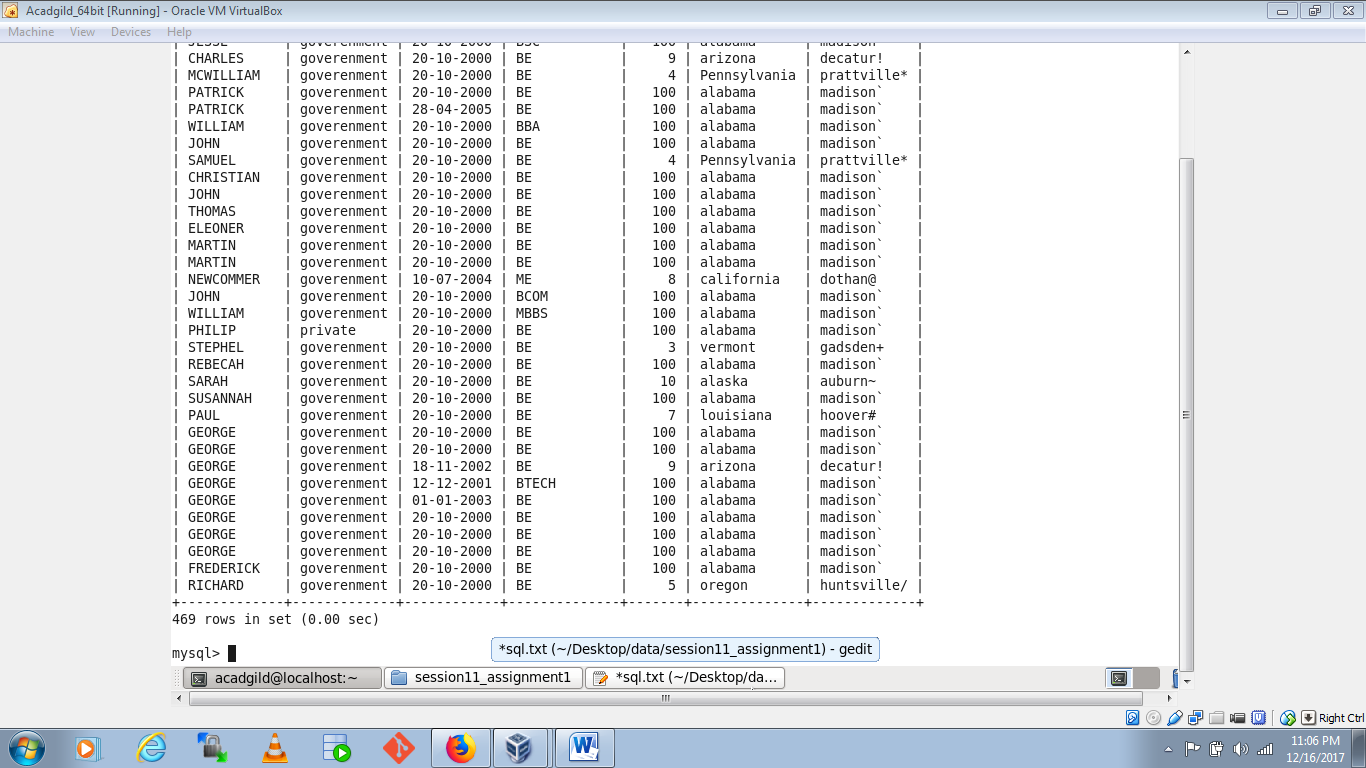 Acadgild_64bit [Running] - Oracle VM VirtualBox
Machine View Devices Help
| JESSE | goverenment | 20-10-2000 | BSC | 100 | alabama | madison` |
| CHARLES | goverenment | 20-10-2000 | BE | 9 | arizona | decatur! |
| MCWILLIAM | goverenment | 20-10-2000 | BE | 4 | Pennsylvania | prattville* |
| PATRICK | goverenment | 20-10-2000 | BE | 100 | alabama | madison` |
| PATRICK | goverenment | 28-04-2005 | BE | 100 | alabama | madison` |
| WILLIAM | goverenment | 20-10-2000 | BBA | 100 | alabama | madison` |
| JOHN | goverenment | 20-10-2000 | BE | 100 | alabama | madison` |
| SAMUEL | goverenment | 20-10-2000 | BE | 4 | Pennsylvania | prattville* |
| CHRISTIAN | goverenment | 20-10-2000 | BE | 100 | alabama | madison` |
| JOHN | goverenment | 20-10-2000 | BE | 100 | alabama | madison` |
| THOMAS | goverenment | 20-10-2000 | BE | 100 | alabama | madison` |
| ELEONER | goverenment | 20-10-2000 | BE | 100 | alabama | madison` |
| MARTIN | goverenment | 20-10-2000 | BE | 100 | alabama | madison` |
| MARTIN | goverenment | 20-10-2000 | BE | 100 | alabama | madison` |
| NEWCOMMER | goverenment | 10-07-2004 | ME | 8 | california | dothan@ |
| JOHN | goverenment | 20-10-2000 | BCOM | 100 | alabama | madison` |
| WILLIAM | goverenment | 20-10-2000 | MBBS | 100 | alabama | madison` |
| PHILIP | private | 20-10-2000 | BE | 100 | alabama | madison` |
| STEPHEL | goverenment | 20-10-2000 | BE | 3 | vermont | gadsden+ |
| REBECAH | goverenment | 20-10-2000 | BE | 100 | alabama | madison` |
| SARAH | goverenment | 20-10-2000 | BE | 10 | alaska | auburn~ |
| SUSANNAH | goverenment | 20-10-2000 | BE | 100 | alabama | madison` |
| PAUL | goverenment | 20-10-2000 | BE | 7 | louisiana | hoover# |
| GEORGE | goverenment | 20-10-2000 | BE | 100 | alabama | madison` |
| GEORGE | goverenment | 20-10-2000 | BE | 100 | alabama | madison` |
| GEORGE | goverenment | 18-11-2002 | BE | 9 | arizona | decatur! |
| GEORGE | goverenment | 12-12-2001 | BTECH | 100 | alabama | madison` |
| GEORGE | goverenment | 01-01-2003 | BE | 100 | alabama | madison` |
| GEORGE | goverenment | 20-10-2000 | BE | 100 | alabama | madison` |
| GEORGE | goverenment | 20-10-2000 | BE | 100 | alabama | madison` |
| GEORGE | goverenment | 20-10-2000 | BE | 100 | alabama | madison` |
| FREDERICK | goverenment | 20-10-2000 | BE | 100 | alabama | madison` |
| RICHARD | goverenment | 20-10-2000 | BE | 5 | oregon | huntsville/ |
+-------------+-------------+------------+--------------+-------+--------------+-------------+
469 rows in set (0.00 sec)
mysql>
*sql.txt (~/Desktop/data/session11_assignment1) - gedit
acadgild@localhost:~ session11_assignment1 *sql.txt (~/Desktop/da...
Right Ctrl
11:06 PM
12/16/2017